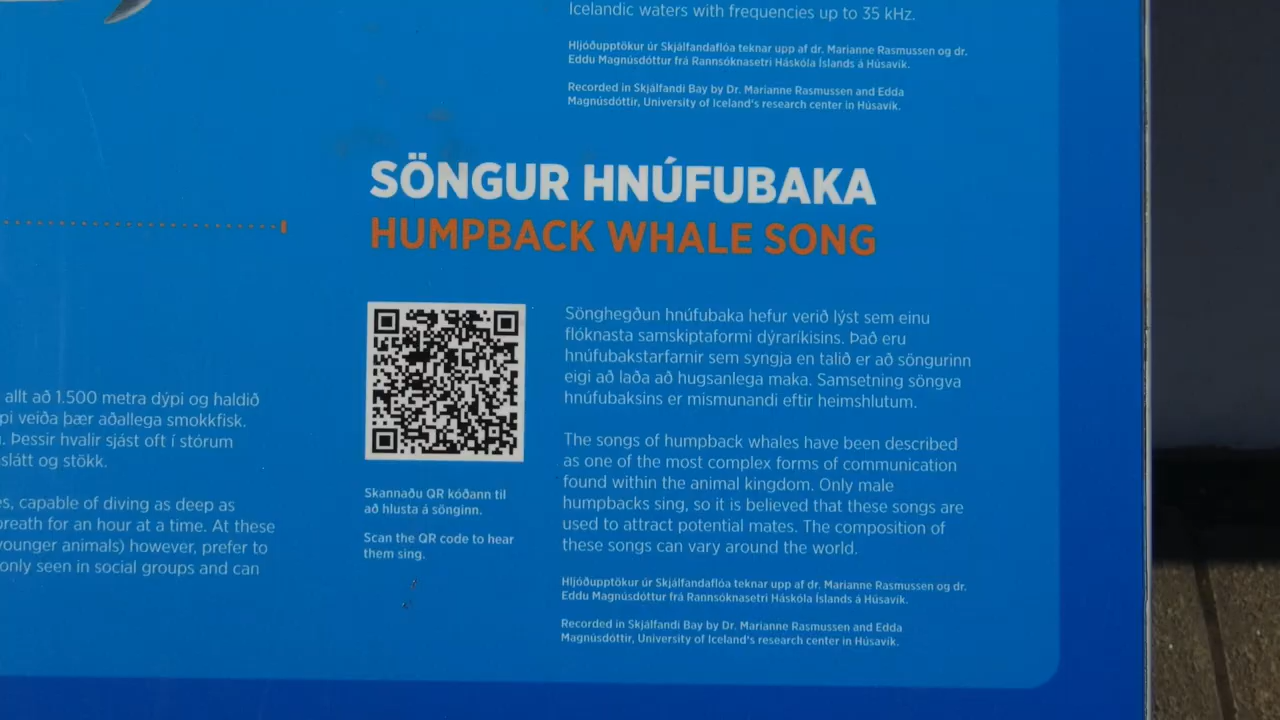 Icelandic waters with frequencies up to 35 kHz.
Hljóðupptökur úr Skjálfandaflóa teknar upp af dr. Marianne Rasmussen og dr.
Eddu Magnúsdóttur frá Rannsóknasetri Háskóla Íslands á Húsavík.
Recorded in Skjálfandi Bay by Dr. Marianne Rasmussen and Edda
Magnúsdóttir, University of Iceland's research center in Húsavík.
SÖNGUR HNÚFUBAKA
HUMPBACK WHALE SONG
Sönghegðun hnúfubaka hefur verið lýst sem einu
flóknasta samskiptaformi dýraríkisins. Það eru
hnúfubakstarfarnir sem syngja en talið er að söngurinn
eigi að laða að hugsanlega maka. Samsetning söngva
hnúfubaksins er mismunandi eftir heimshlutum.
The songs of humpback whales have been described
as one of the most complex forms of communication
found within the animal kingdom. Only male
humpbacks sing, so it is believed that these songs are
used to attract potential mates. The composition of
these songs can vary around the world.
Hljóðupptökur úr Skjálfandaflóa teknar upp af dr. Marianne Rasmussen og dr.
Eddu Magnúsdóttur frá Rannsóknasetri Háskóla Íslands á Húsavík.
Recorded in Skjálfandi Bay by Dr. Marianne Rasmussen and Edda
Magnúsdóttir, University of Iceland's research center in Húsavík.
Skannaðu QR kóðann til
að hlusta á sönginn.
Scan the QR code to hear
them sing.
allt að 1.500 metra dýpi og haldið
pi veiða þær aðallega smokkfisk.
. Þessir hvalir sjást oft í stórum
slátt og stökk.
es, capable of diving as deep as
breath for an hour at a time. At these
younger animals) however, prefer to
only seen in social groups and can